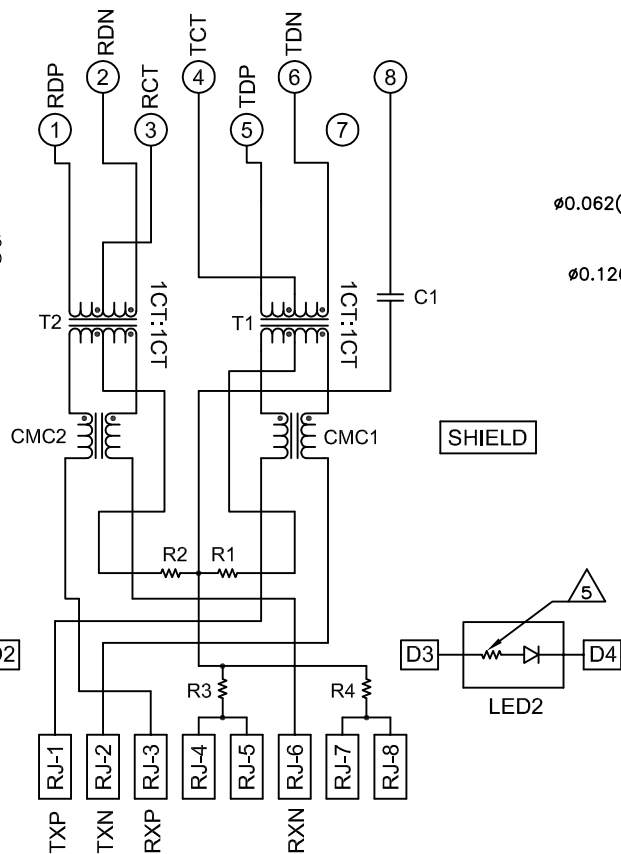 RDP
RDN
RCT
TCT
TDP
TDN
1
2
3
4
5
6
7
8
ø0.062(
ø0.120
T2
1CT:1CT
T1
1CT:1CT
C1
CMC2
CMC1
SHIELD
R2
R1
5
D2
D3
D4
LED2
R3
R4
RJ-1
RJ-2
RJ-3
RJ-4
RJ-5
RJ-6
RJ-7
RJ-8
TXP
TXN
RXP
RXN